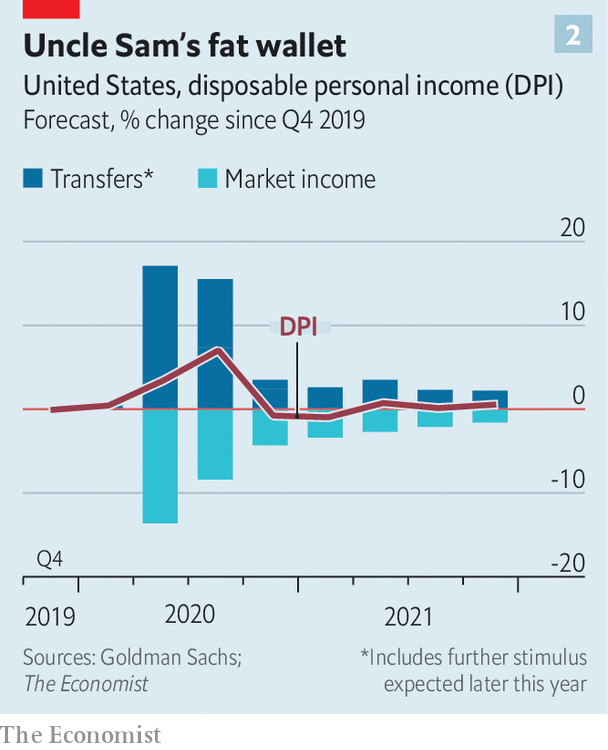 Uncle Sam's fat wallet
2
United States, disposable personal income (DPI)
Forecast, % change since Q4 2019
Transfers*
Market income
20
10
DPI
0
-10
-20
Q4
2019
2020
2021
Sources: Goldman Sachs;
The Economist
*Includes further stimulus
expected later this year
The Economist